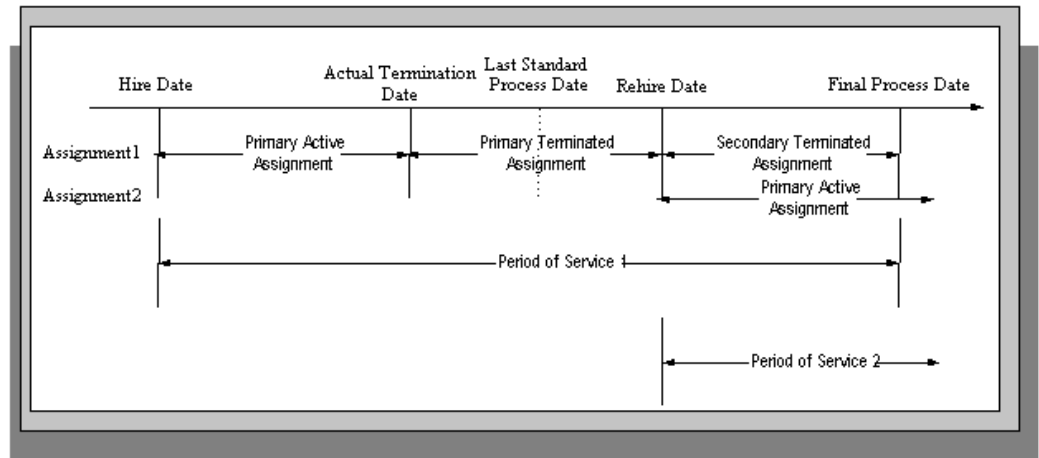 Hire Date
Actual Termination
Date
Last Standard
Process Date
Rehire Date
Final Process Date
Assignment1
Primary Active
Assignment
Primary Terminated
Assignment
Secondary Terminated
Assignment
Assignment2
Primary Active
Assignment
Period of Service 1
Period of Service 2